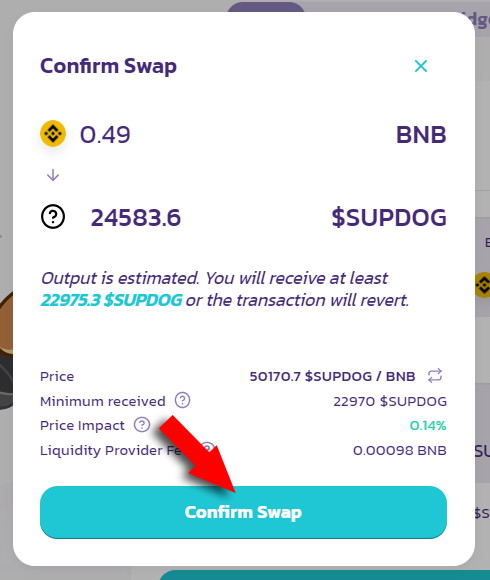 Confirm Swap
0.49 BNB
24583.6 $SUPDOG
Output is estimated. You will receive at least
22975.3 $SUPDOG or the transaction will revert.
Price 50170.7 $SUPDOG / BNB
Minimum received ? 22970 $SUPDOG
Price Impact ? 0.14%
Liquidity Provider 0.00098 BNB
Confirm Swap